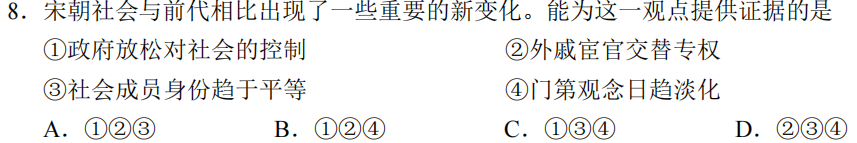 8．宋朝社会与前代相比出现了一些重要的新变化。能为这一观点提供证据的是
①政府放松对社会的控制 ②外戚宦官交替专权
③社会成员身份趋于平等 ④门第观念日趋淡化
A．①②③ B．①②④ C．①③④ D．②③④